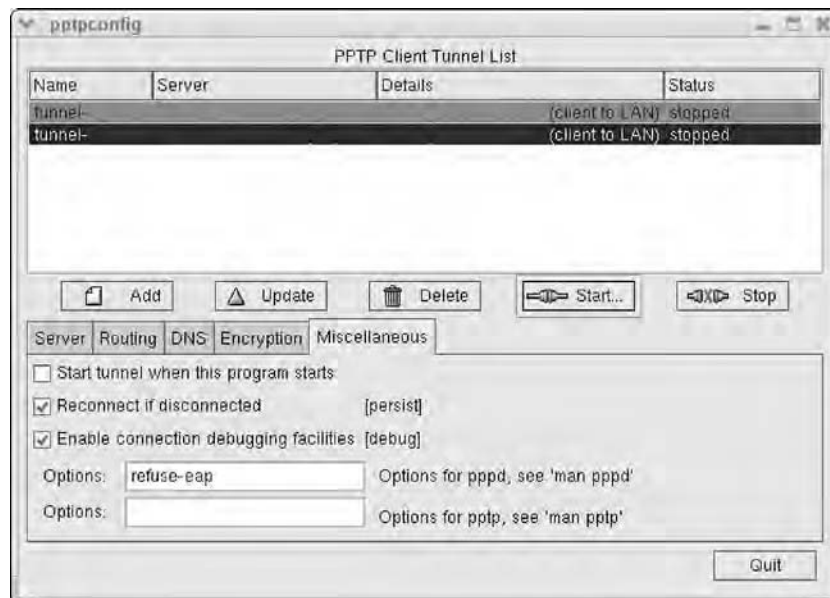 pptpconfig
PPTP Client Tunnel List
Name Server Details Status
tunnel- (client to LAN) stopped
tunnel- (client to LAN) stopped
Add Update Delete Start... Stop
Server Routing DNS Encryption Miscellaneous
Start tunnel when this program starts
Reconnect if disconnected [persist]
Enable connection debugging facilities [debug]
Options: refuse-eap Options for pppd, see 'man pppd'
Options: Options for pptp, see 'man pptp'
Quit